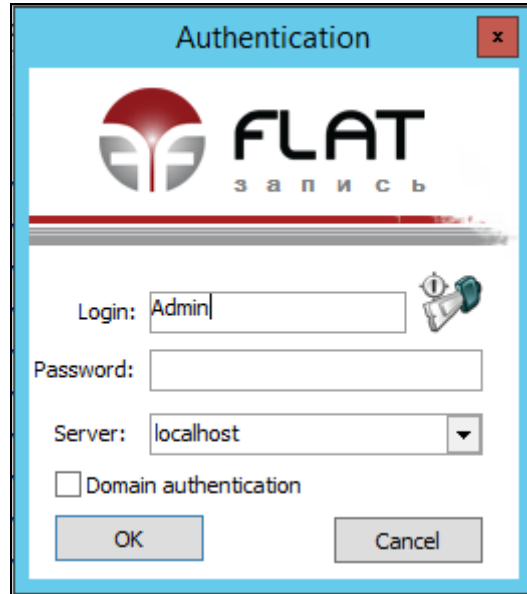 Authentication
x
FLAT
запись
Login: Admin
Password:
Server: localhost
Domain authentication
OK Cancel